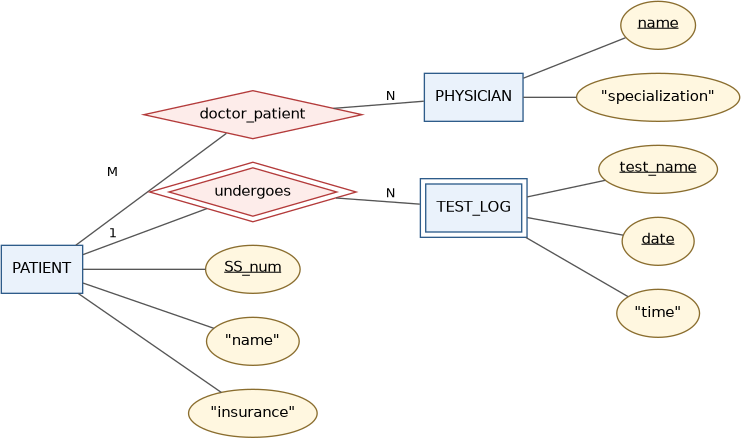 name
"specialization"
PHYSICIAN
N
doctor_patient
M
undergoes
N
TEST_LOG
test_name
date
"time"
1
PATIENT
SS_num
"name"
"insurance"